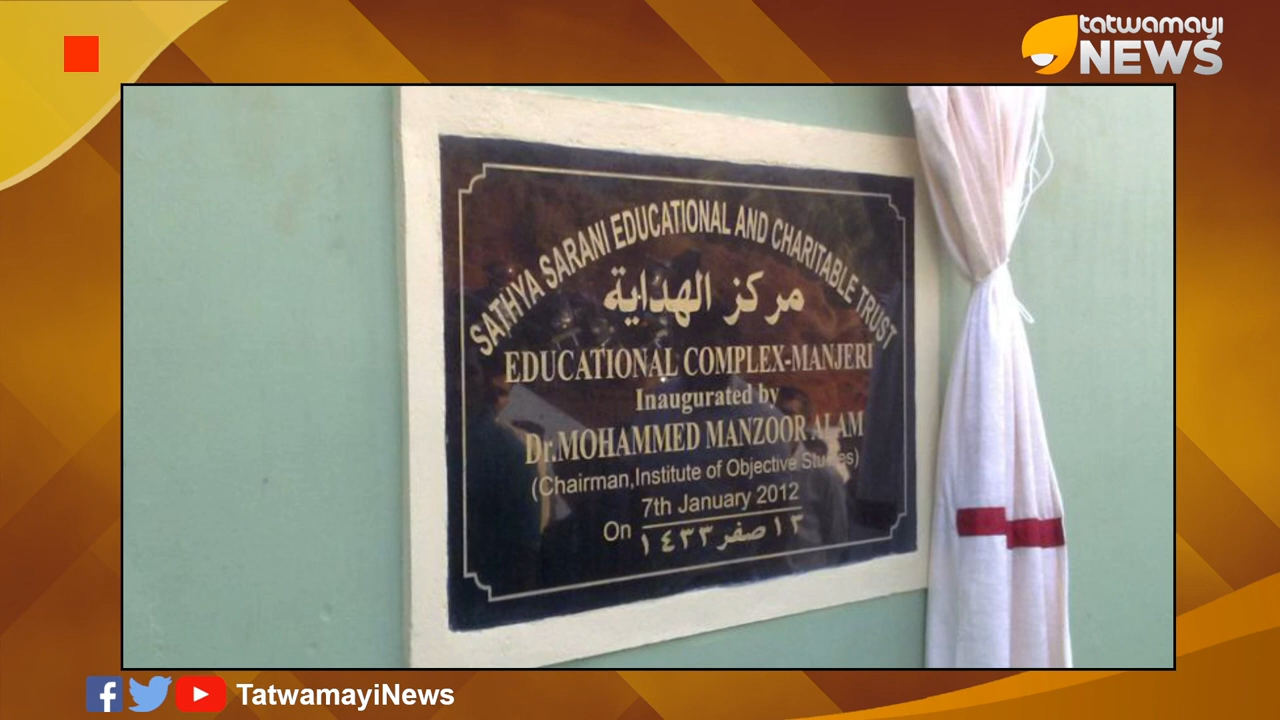 tatwamayi
NEWS
SATHYA SARANI EDUCATIONAL AND CHARITABLE TRUST
مركز الهداية
EDUCATIONAL COMPLEX-MANJERI
Inaugurated by
Dr.MOHAMMED MANZOOR ALAM
(Chairman,Institute of Objective Studies)
On 7th January 2012
١٣ صفر ١٤٣٣
TatwamayiNews